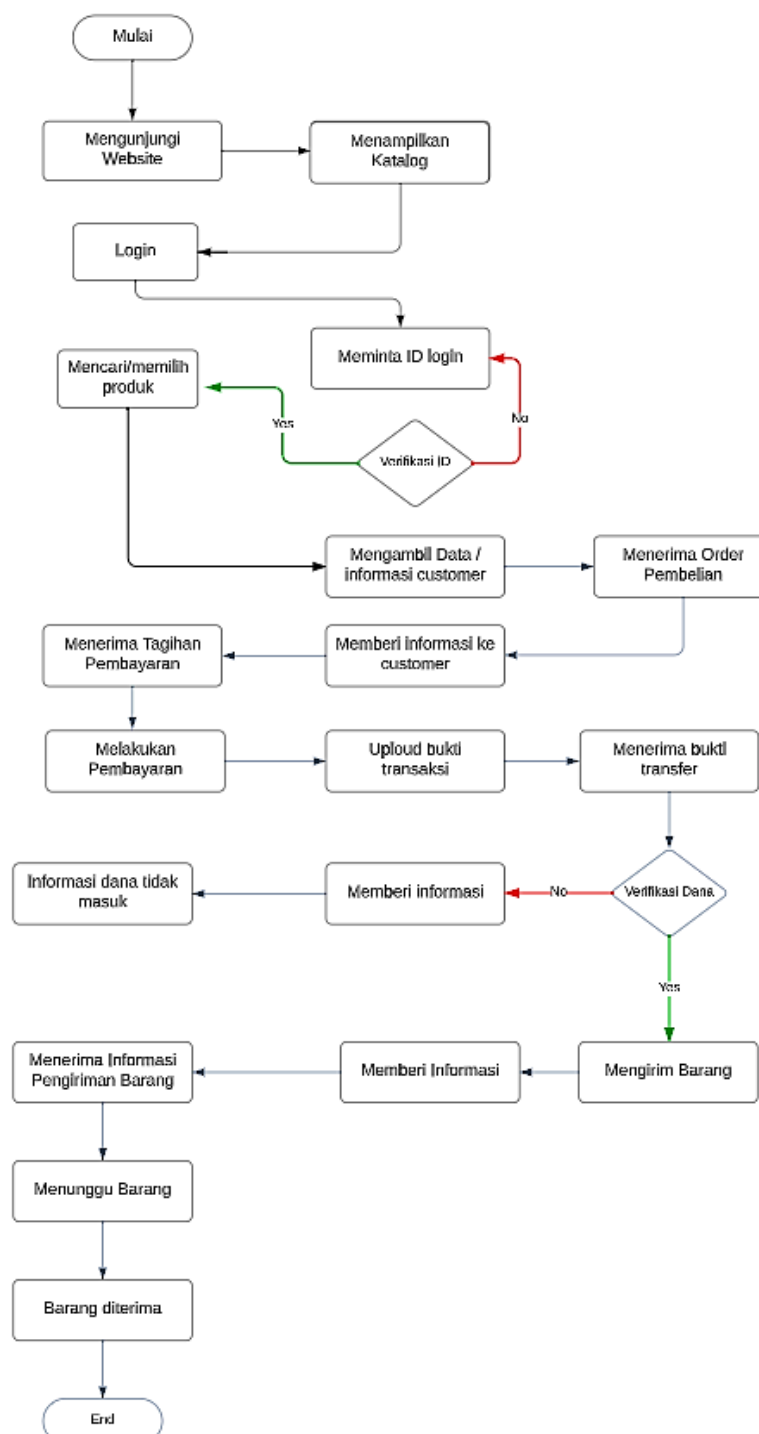 Mulai
Mengunjungi
Website
Menampilkan
Katalog
Login
Meminta ID login
Mencari/memilih
produk
Yes
No
Verifikasi ID
Mengambil Data /
informasi customer
Menerima Order
Pembelian
Menerima Tagihan
Pembayaran
Memberi informasi ke
customer
Melakukan
Pembayaran
Uploud bukti
transaksi
Menerima bukti
transfer
Informasi dana tidak
masuk
Memberi informasi
No
Verifikasi Dana
Yes
Menerima Informasi
Pengiriman Barang
Memberi Informasi
Mengirim Barang
Menunggu Barang
Barang diterima
End